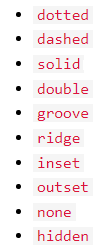 dotted
dashed
solid
double
groove
ridge
inset
outset
none
hidden